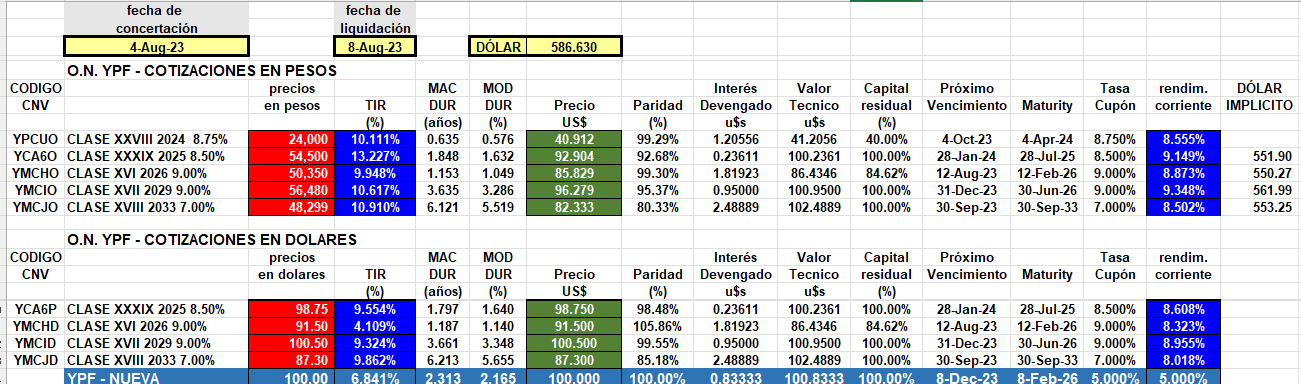 fecha de fecha de
concertación liquidación
4-Aug-23 8-Aug-23 DÓLAR 586.630
O.N. YPF - COTIZACIONES EN PESOS
CODIGO precios MAC MOD Interés Valor Capital Próximo Tasa rendim. DÓLAR
CNV en pesos TIR DUR DUR Precio Paridad Devengado Tecnico residual Vencimiento Maturity Cupón corriente IMPLICITO
(%) (años) (%) US$ (%) u$s u$s (%)
YPCUO CLASE XXVIII 2024 8.75% 24,000 10.111% 0.635 0.576 40.912 99.29% 1.20556 41.2056 40.00% 4-Oct-23 4-Apr-24 8.750% 8.555%
YCA6O CLASE XXXIX 2025 8.50% 54,500 13.227% 1.848 1.632 92.904 92.68% 0.23611 100.2361 100.00% 28-Jan-24 28-Jul-25 8.500% 9.149% 551.90
YMCHO CLASE XVI 2026 9.00% 50,350 9.948% 1.153 1.049 85.829 99.30% 1.81923 86.4346 84.62% 12-Aug-23 12-Feb-26 9.000% 8.873% 550.27
YMCIO CLASE XVII 2029 9.00% 56,480 10.617% 3.635 3.286 96.279 95.37% 0.95000 100.9500 100.00% 31-Dec-23 30-Jun-26 9.000% 9.348% 561.99
YMCJO CLASE XVIII 2033 7.00% 48,299 10.910% 6.121 5.519 82.333 80.33% 2.48889 102.4889 100.00% 30-Sep-23 30-Sep-33 7.000% 8.502% 553.25
O.N. YPF - COTIZACIONES EN DOLARES
CODIGO precios MAC MOD Interés Valor Capital Próximo Tasa rendim.
CNV en dolares TIR DUR DUR Precio Paridad Devengado Tecnico residual Vencimiento Maturity Cupón corriente
(%) (años) (%) US$ (%) u$s u$s (%)
YCA6P CLASE XXXIX 2025 8.50% 98.75 9.554% 1.797 1.640 98.750 98.48% 0.23611 100.2361 100.00% 28-Jan-24 28-Jul-25 8.500% 8.608%
YMCHD CLASE XVI 2026 9.00% 91.50 4.109% 1.187 1.140 91.500 105.86% 1.81923 86.4346 84.62% 12-Aug-23 12-Feb-26 9.000% 8.323%
YMCID CLASE XVII 2029 9.00% 100.50 9.324% 3.661 3.348 100.500 99.55% 0.95000 100.9500 100.00% 31-Dec-23 30-Jun-26 9.000% 8.955%
YMCJD CLASE XVIII 2033 7.00% 87.30 9.862% 6.213 5.655 87.300 85.18% 2.48889 102.4889 100.00% 30-Sep-23 30-Sep-33 7.000% 8.018%
YPF - NUEVA 100.00 6.841% 2.313 2.165 100.000 100.00% 0.83333 100.8333 100.00% 8-Dec-23 8-Feb-26 5.000% 5.000%